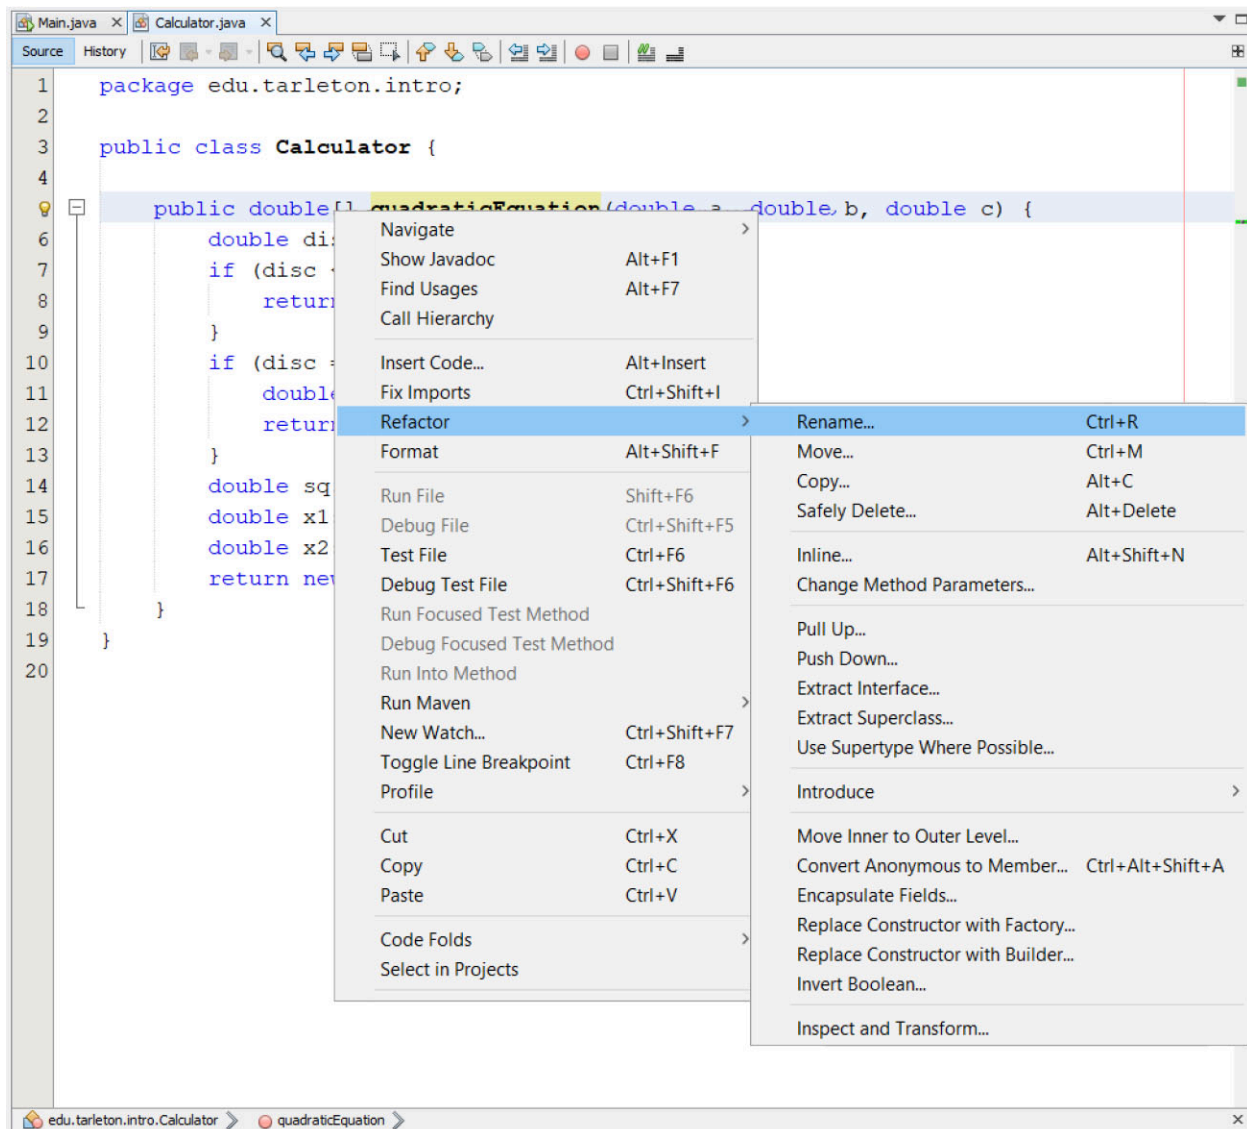 Main.java Calculator.java
Source History
1 package edu.tarleton.intro;
2
3 public class Calculator {
4
public double[] quadraticEquation(double a, double b, double c) {
6 double dis
7 if (disc <
8 return
9 }
10 if (disc =
11 double
12 return
13 }
14 double sq
15 double x1
16 double x2
17 return new
18 }
19 }
20
Navigate
Show Javadoc Alt+F1
Find Usages Alt+F7
Call Hierarchy
Insert Code... Alt+Insert
Fix Imports Ctrl+Shift+I
Refactor
Format Alt+Shift+F
Run File Shift+F6
Debug File Ctrl+Shift+F5
Test File Ctrl+F6
Debug Test File Ctrl+Shift+F6
Run Focused Test Method
Debug Focused Test Method
Run Into Method
Run Maven
New Watch... Ctrl+Shift+F7
Toggle Line Breakpoint Ctrl+F8
Profile
Cut Ctrl+X
Copy Ctrl+C
Paste Ctrl+V
Code Folds
Select in Projects
Rename... Ctrl+R
Move... Ctrl+M
Copy... Alt+C
Safely Delete... Alt+Delete
Inline... Alt+Shift+N
Change Method Parameters...
Pull Up...
Push Down...
Extract Interface...
Extract Superclass...
Use Supertype Where Possible...
Introduce
Move Inner to Outer Level...
Convert Anonymous to Member... Ctrl+Alt+Shift+A
Encapsulate Fields...
Replace Constructor with Factory...
Replace Constructor with Builder...
Invert Boolean...
Inspect and Transform...
edu.tarleton.intro.Calculator quadraticEquation